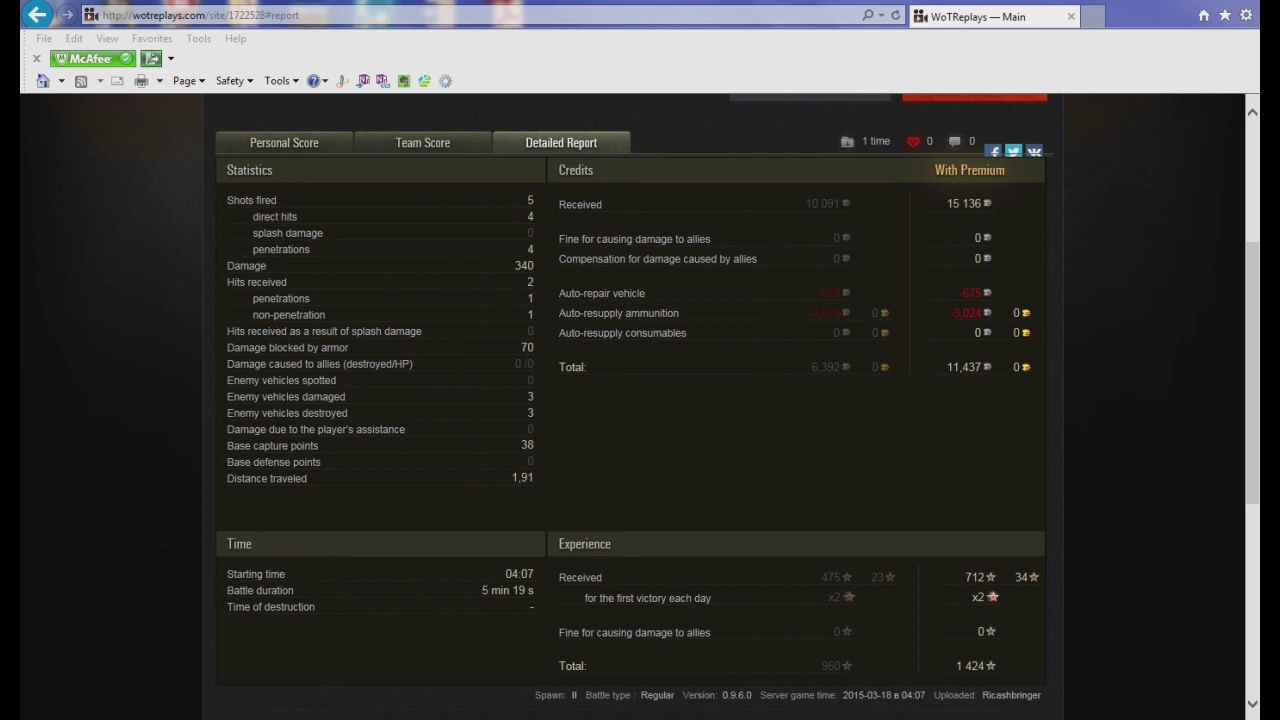 http://wotreplays.com/site/1722528#report
WoTReplays — Main
File Edit View Favorites Tools Help
x McAfee
Page Safety Tools
Personal Score Team Score Detailed Report 1 time 0 0
Statistics Credits With Premium
Shots fired 5
direct hits 4
splash damage 0
penetrations 4
Damage 340
Hits received 2
penetrations 1
non-penetration 1
Hits received as a result of splash damage 0
Damage blocked by armor 70
Damage caused to allies (destroyed/HP) 0 /0
Enemy vehicles spotted 0
Enemy vehicles damaged 3
Enemy vehicles destroyed 3
Damage due to the player's assistance 0
Base capture points 38
Base defense points 0
Distance traveled 1,91
Received 10 091 15 136
Fine for causing damage to allies 0 0
Compensation for damage caused by allies 0 0
Auto-repair vehicle -675 -675
Auto-resupply ammunition -3,024 0 -3,024 0
Auto-resupply consumables 0 0 0 0
Total: 6,392 0 11,437 0
Time Experience
Starting time 04:07
Battle duration 5 min 19 s
Time of destruction -
Received 475 23 712 34
for the first victory each day x2 x2
Fine for causing damage to allies 0 0
Total: 950 1 424
Spawn: II Battle type : Regular Version: 0.9.6.0 Server game time: 2015-03-18 в 04:07 Uploaded: Ricashbringer